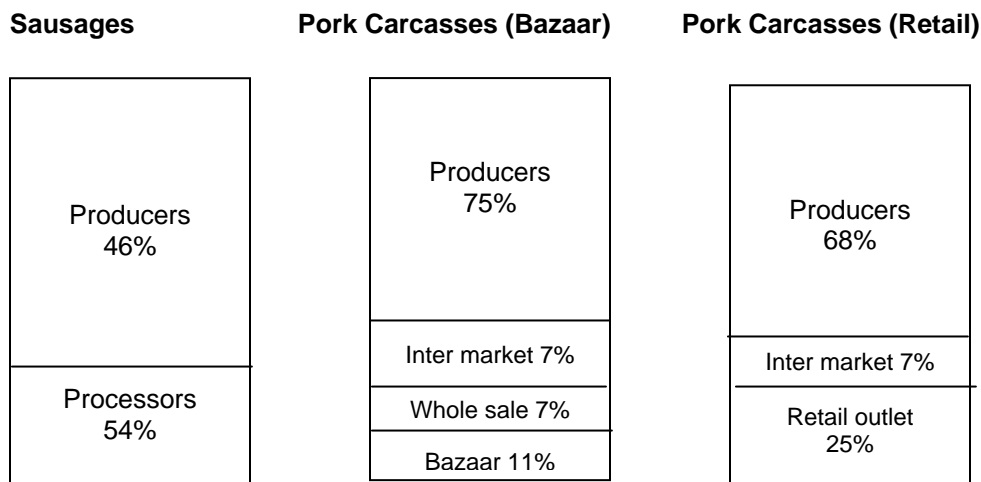 Sausages
Pork Carcasses (Bazaar)
Pork Carcasses (Retail)
Producers
46%
Processors
54%
Producers
75%
Inter market 7%
Whole sale 7%
Bazaar 11%
Producers
68%
Inter market 7%
Retail outlet
25%